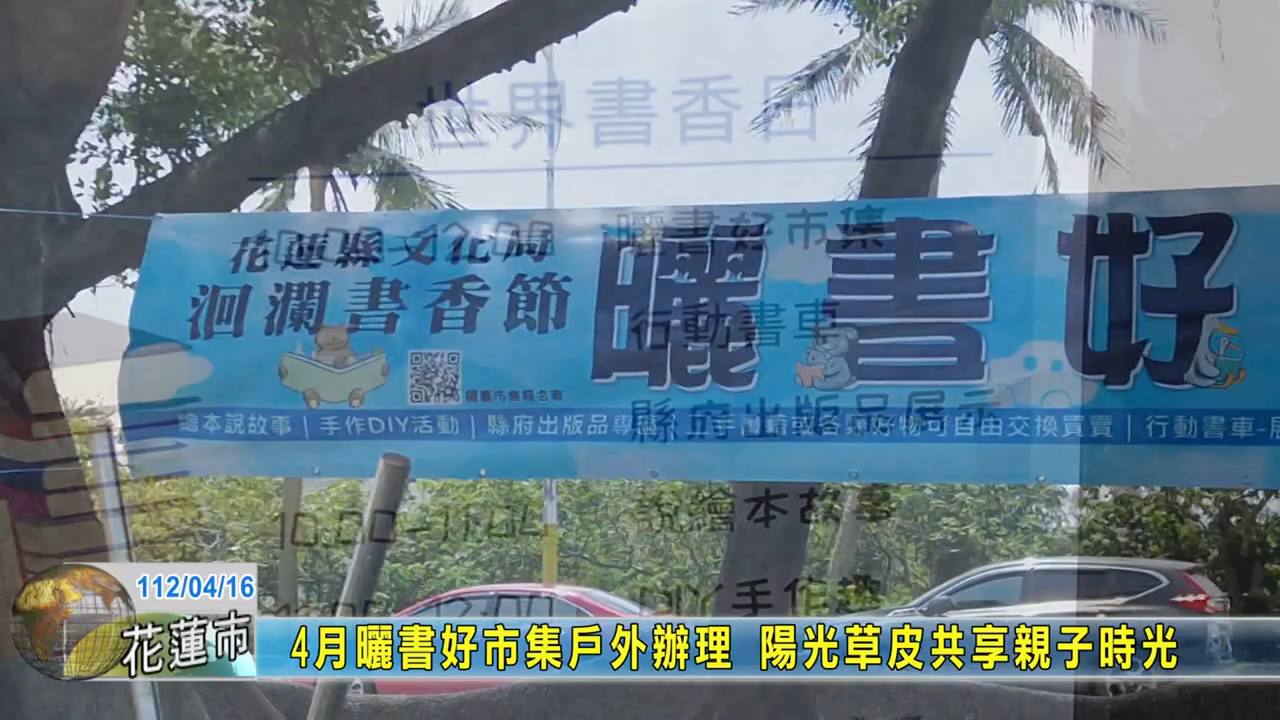 世界書香日
10:00-12:00 曬書好市集
花蓮縣文化局
洄瀾書香節
曬書好
行動書車
縣府出版品展示
繪本說故事 | 手作DIY活動 | 縣府出版品專區 | 二手書籍或各類好物可自由交換買賣 | 行動書車-
說繪本故事
DIY手作趣
112/04/16
花蓮市
4月曬書好市集戶外辦理 陽光草皮共享親子時光